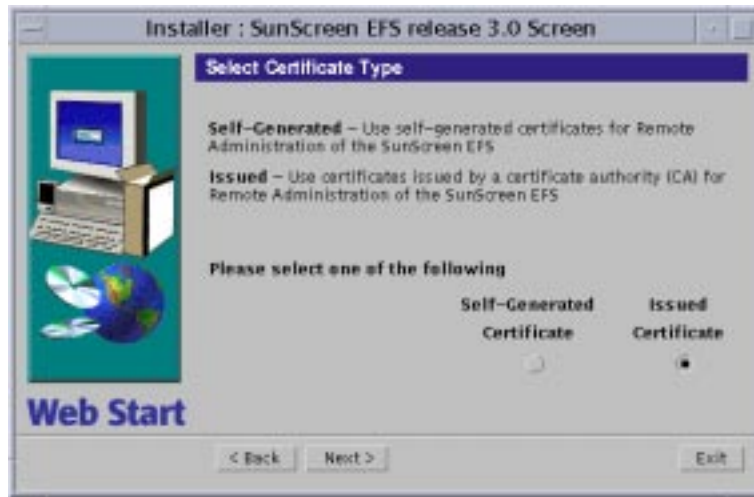 Installer : SunScreen EFS release 3.0 Screen
Select Certificate Type
Self-Generated – Use self-generated certificates for Remote
Administration of the SunScreen EFS
Issued – Use certificates issued by a certificate authority (CA) for
Remote Administration of the SunScreen EFS
Please select one of the following
Self-Generated Issued
Certificate Certificate
Web Start
< Back Next > Exit